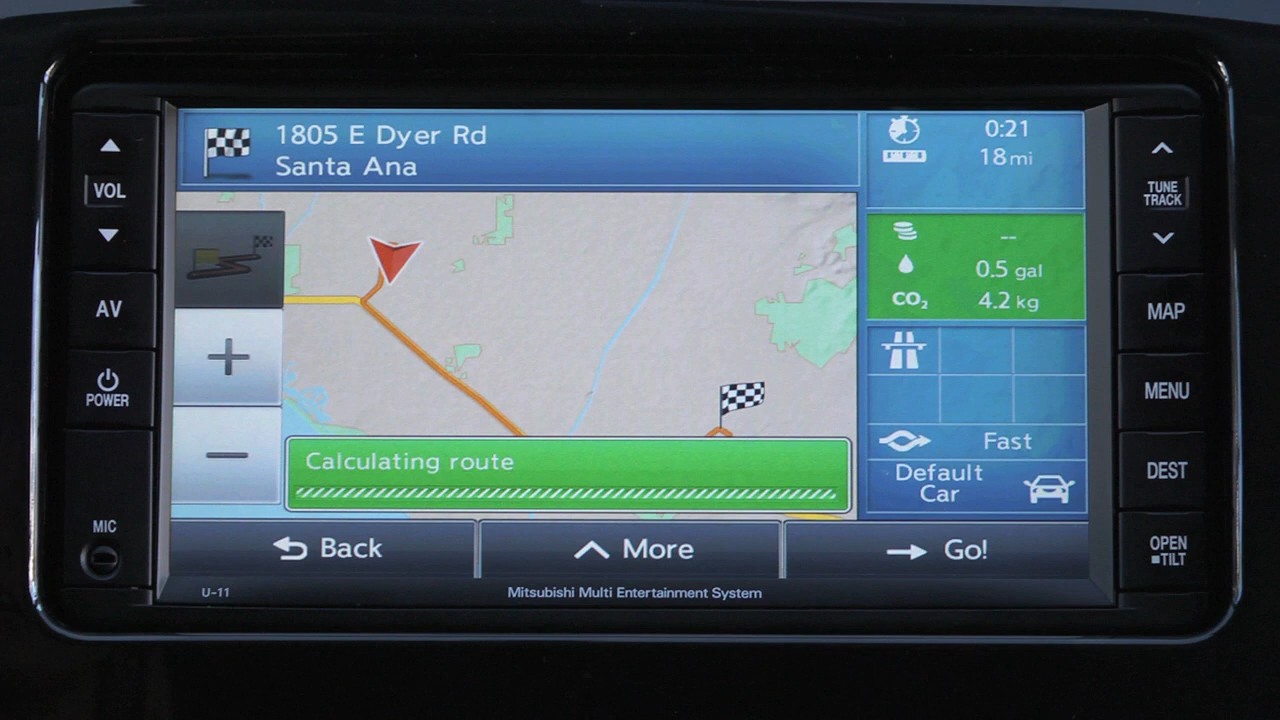 1805 E Dyer Rd
Santa Ana
0:21
18 mi
--
0.5 gal
CO₂ 4.2 kg
Fast
Default
Car
+
−
Calculating route
Back
More
Go!
U-11
Mitsubishi Multi Entertainment System
VOL
AV
POWER
MIC
TUNE
TRACK
MAP
MENU
DEST
OPEN
■TILT